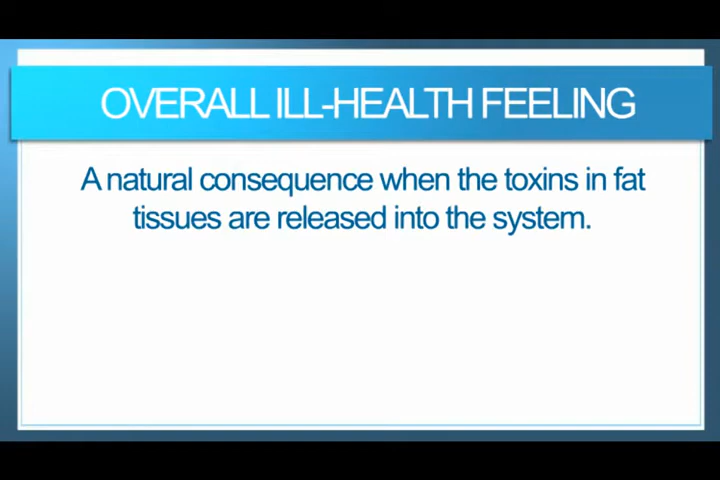 OVERALL ILL-HEALTH FEELING
A natural consequence when the toxins in fat
tissues are released into the system.